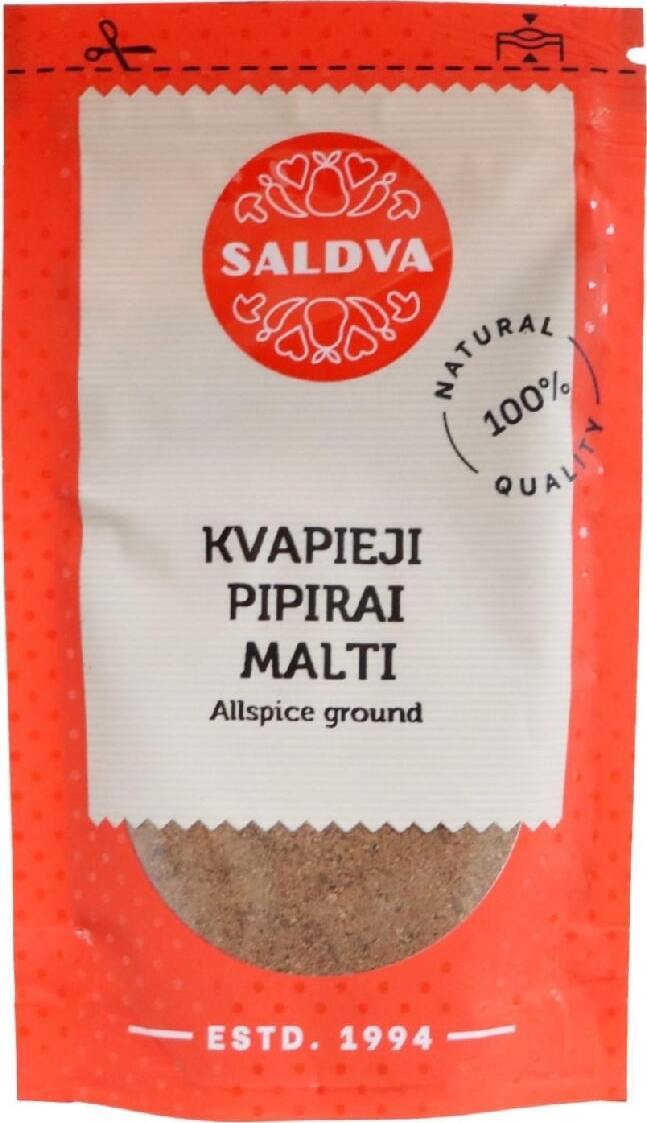 SALDVA
NATURAL
100%
QUALITY
KVAPIEJI
PIPIRAI
MALTI
Allspice ground
ESTD. 1994